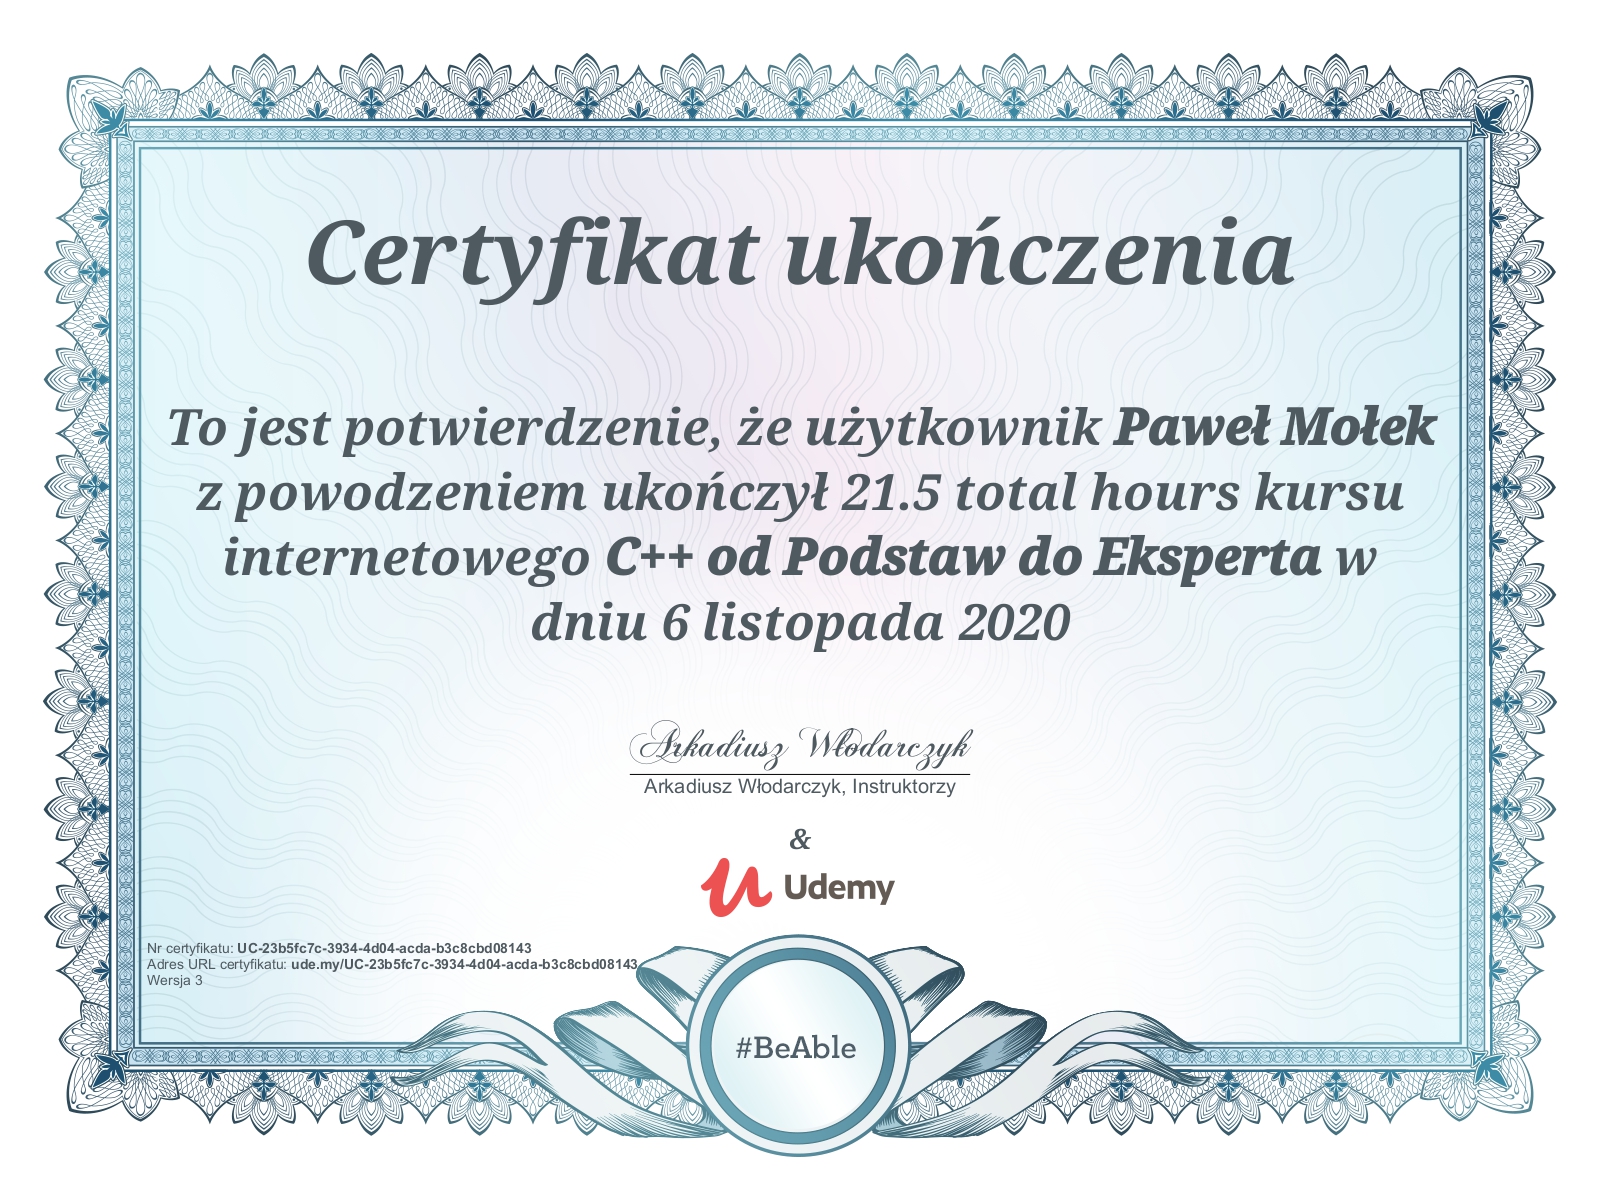 Certyfikat ukończenia
To jest potwierdzenie, że użytkownik Paweł Mołek
z powodzeniem ukończył 21.5 total hours kursu
internetowego C++ od Podstaw do Eksperta w
dniu 6 listopada 2020
Arkadiusz Włodarczyk
Arkadiusz Włodarczyk, Instruktorzy
&
Udemy
Nr certyfikatu: UC-23b5fc7c-3934-4d04-acda-b3c8cbd08143
Adres URL certyfikatu: ude.my/UC-23b5fc7c-3934-4d04-acda-b3c8cbd08143
Wersja 3
#BeAble